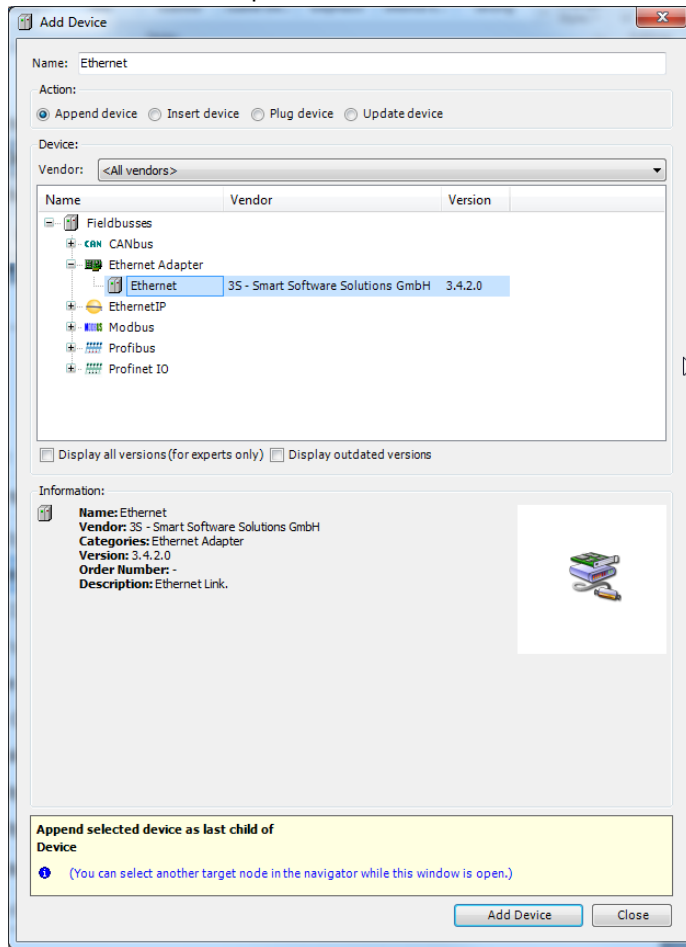 Add Device
Name: Ethernet
Action:
Append device Insert device Plug device Update device
Device:
Vendor: <All vendors>
Name Vendor Version
Fieldbusses
CAN CANbus
Ethernet Adapter
Ethernet 3S - Smart Software Solutions GmbH 3.4.2.0
EthernetIP
Modbus
Profibus
Profinet IO
Display all versions (for experts only) Display outdated versions
Information:
Name: Ethernet
Vendor: 3S - Smart Software Solutions GmbH
Categories: Ethernet Adapter
Version: 3.4.2.0
Order Number: -
Description: Ethernet Link.
Append selected device as last child of
Device
(You can select another target node in the navigator while this window is open.)
Add Device Close